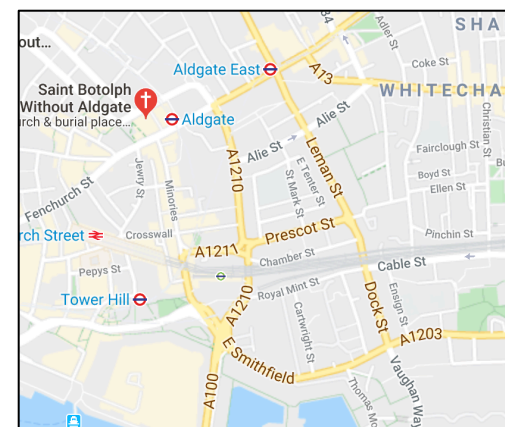 SHA
out...
Adler St
Coke St
Aldgate East
A13
WHITECHA
Saint Botolph
Without Aldgate
urch & burial place...
Aldgate
Alie St
Christian St
Fairclough St
Alie St
Leman St
Boyd St
Ellen St
A1210
E Tenter St
St Mark St
Jewry St
Minories
Fenchurch St
rch Street
Crosswall
Prescot St
Pinchin St
A1211
Chamber St
Cable St
Pepys St
Royal Mint St
Tower Hill
A1210
Cartwright St
Dock St
Ensign St
A1203
E Smithfield
A100
Vaughan Way
Thomas Mo